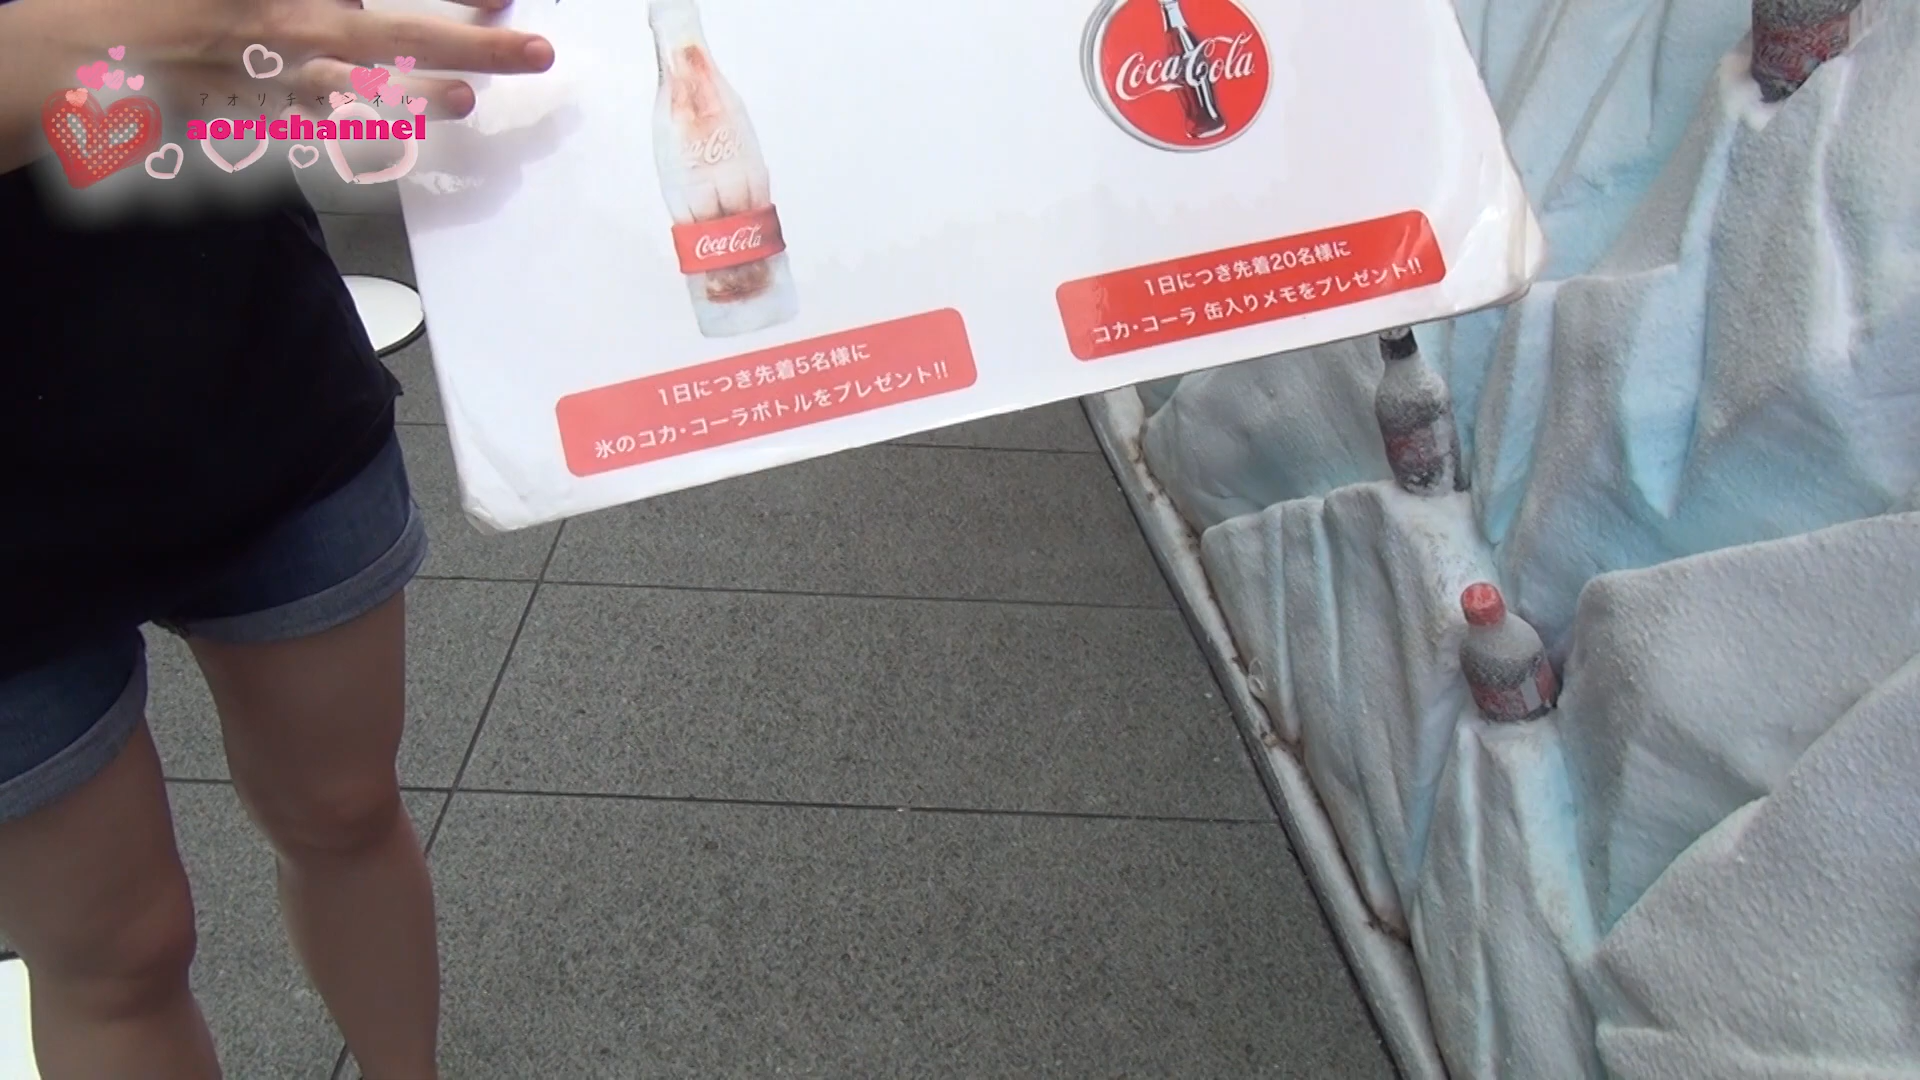 アオリチャンネル
aorichannel
Coca-Cola
Coca-Cola
1日につき先着5名様に
氷のコカ・コーラボトルをプレゼント!!
Coca-Cola
1日につき先着20名様に
コカ・コーラ 缶入りメモをプレゼント!!